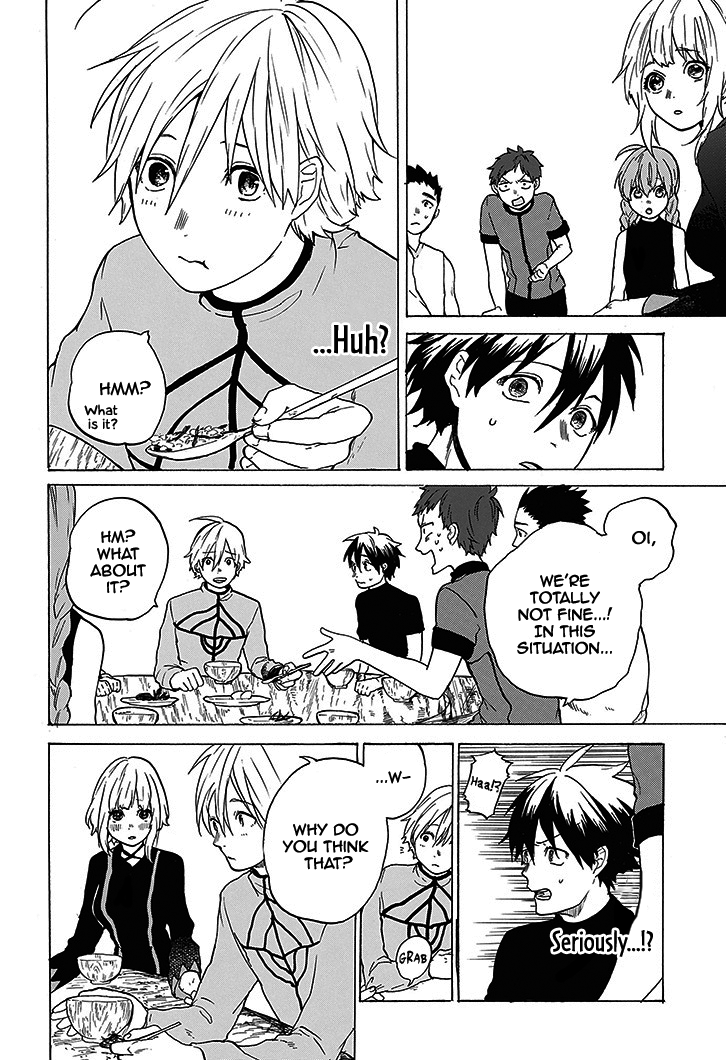 ...Huh?
HMM?
What
is it?
OI,
WE'RE
TOTALLY
NOT FINE...!
IN THIS
SITUATION...
HM?
WHAT
ABOUT
IT?
Haa!?
Seriously...!?
...W-
GRAB
WHY DO
YOU THINK
THAT?